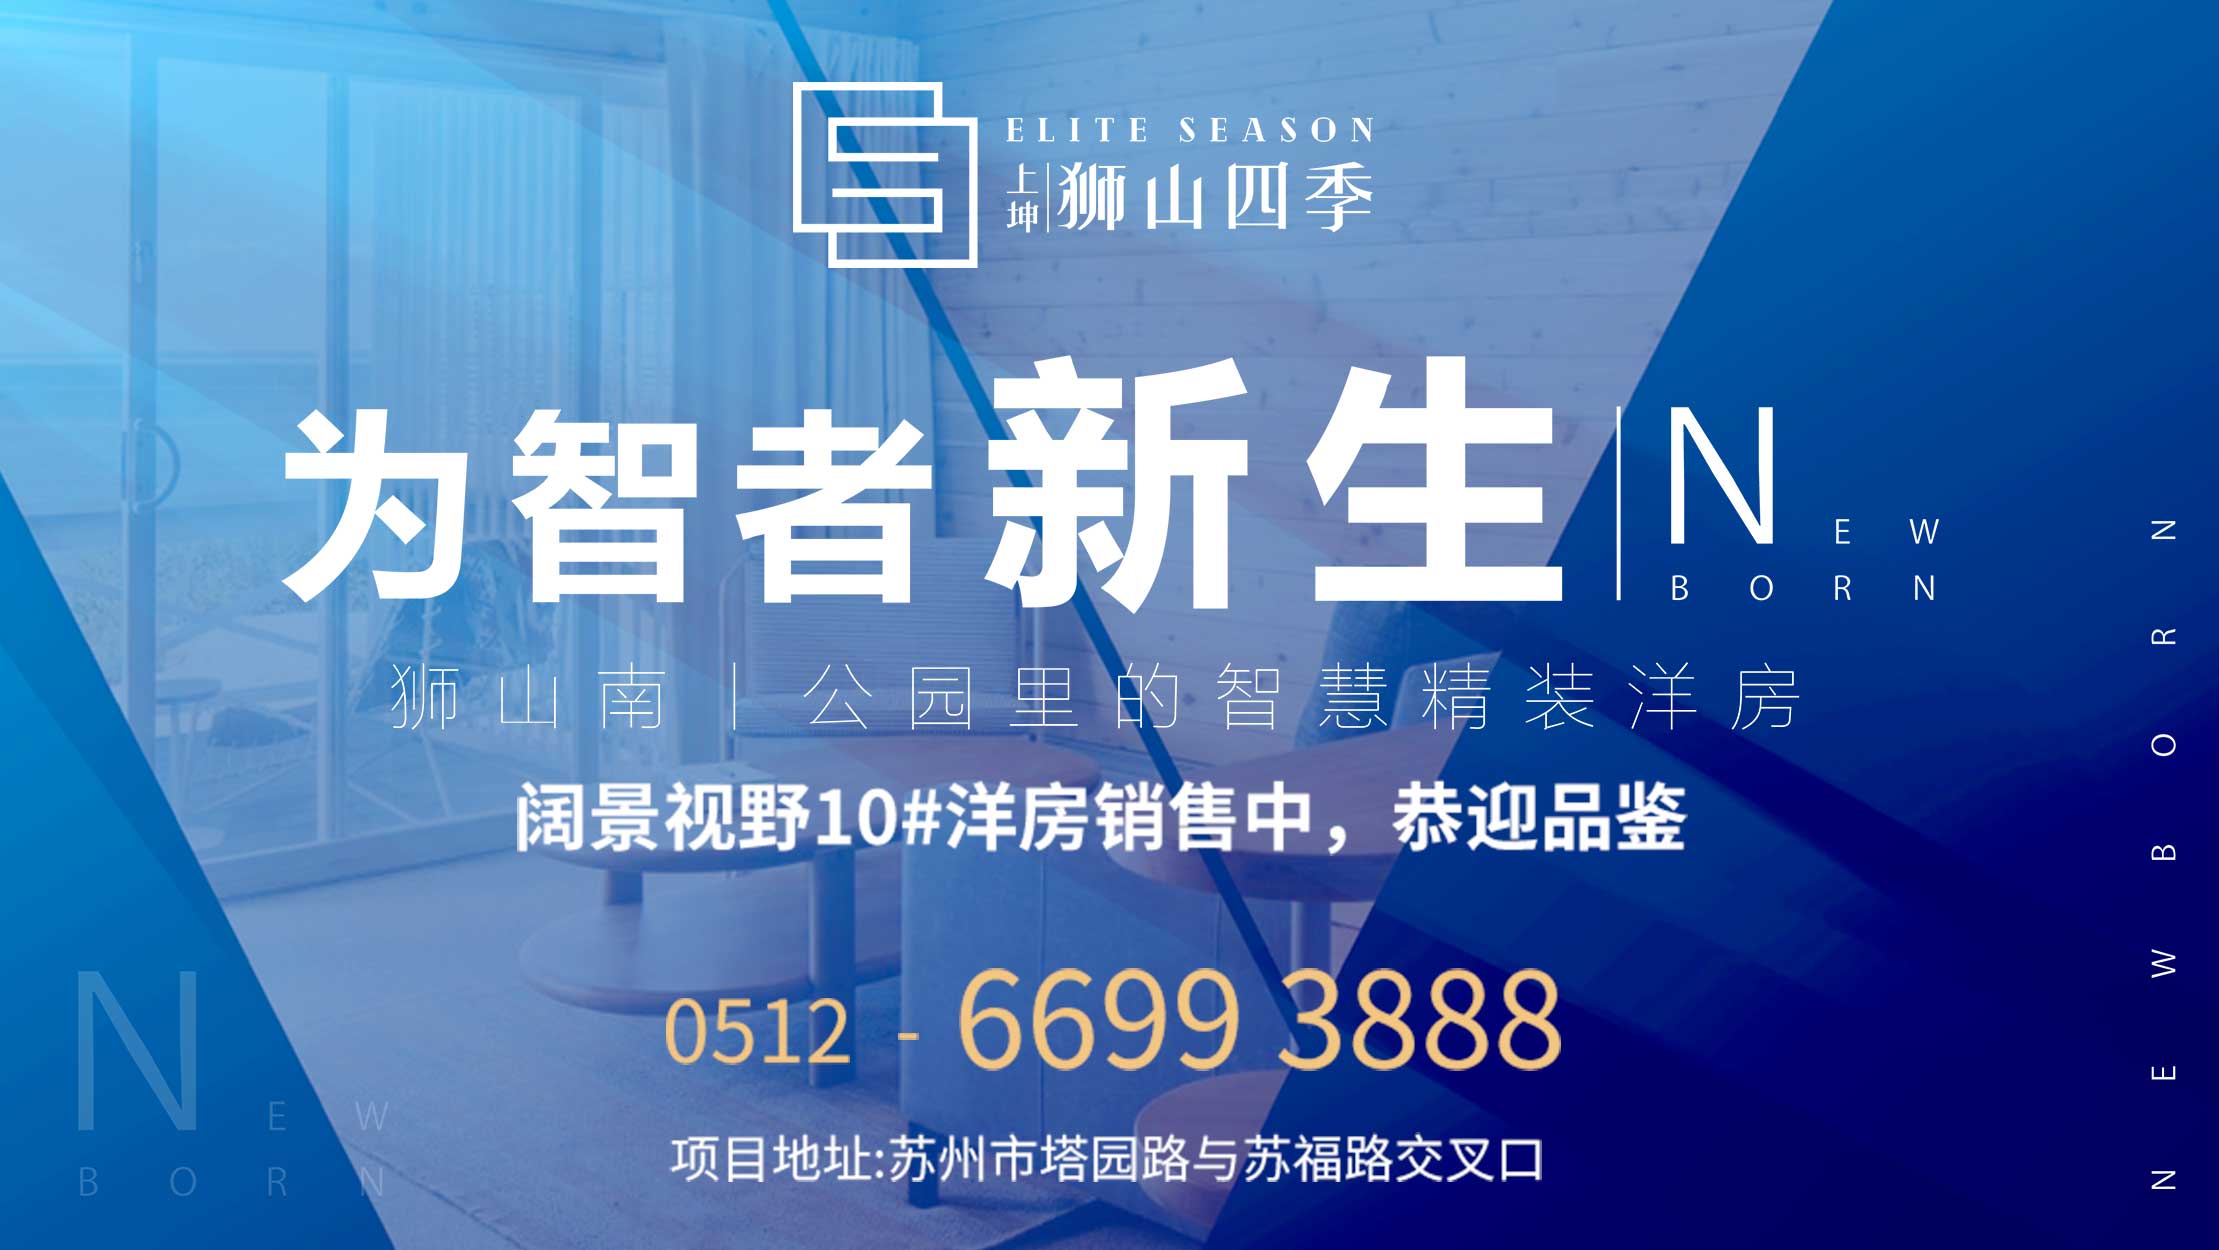 ELITE SEASON
上坤 狮山四季
为智者新生 NEW BORN
狮山南 | 公园里的智慧精装洋房
阔景视野10#洋房销售中，恭迎品鉴
0512 - 6699 3888
项目地址:苏州市塔园路与苏福路交叉口
NEW
BORN
NEWBORN